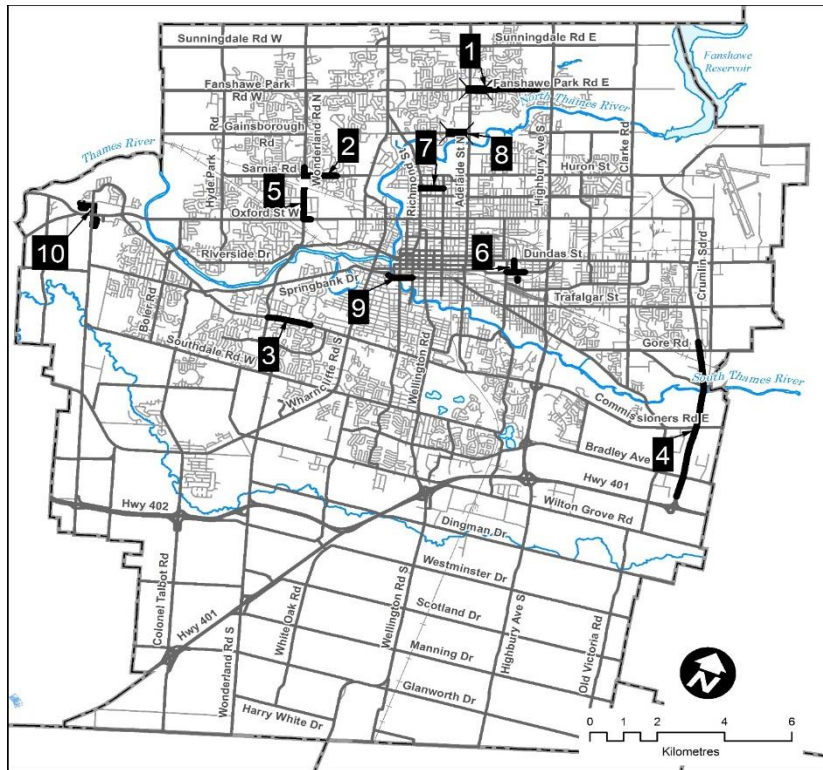 Sunningdale Rd W
Sunningdale Rd E
1
Fanshawe
Reservoir
Fanshawe Park
Rd W
Fanshawe Park Rd E
North Thames River
Gainsborough
Rd
Wonderland Rd N
2
8
Thames River
Hyde Park
Rd
Sarnia Rd
7
Richmond St
Adelaide St N
Highbury Ave S
Clarke Rd
Huron St
5
Oxford St W
10
Riverside Dr
6
Dundas St
Crumlin Sdrd
Springbank Dr
9
Trafalgar St
Boler Rd
3
Gore Rd
Southdale Rd W
Wharncliffe Rd S
Wellington Rd
South Thames River
Commissioners Rd E
Bradley Ave
4
Hwy 401
Hwy 402
Wilton Grove Rd
Dingman Dr
Westminster Dr
Colonel Talbot Rd
Hwy 401
Wonderland Rd S
White Oak Rd
Wellington Rd S
Scotland Dr
Highbury Ave S
Old Victoria Rd
Manning Dr
Glanworth Dr
Harry White Dr
N
0 1 2 4 6
Kilometres